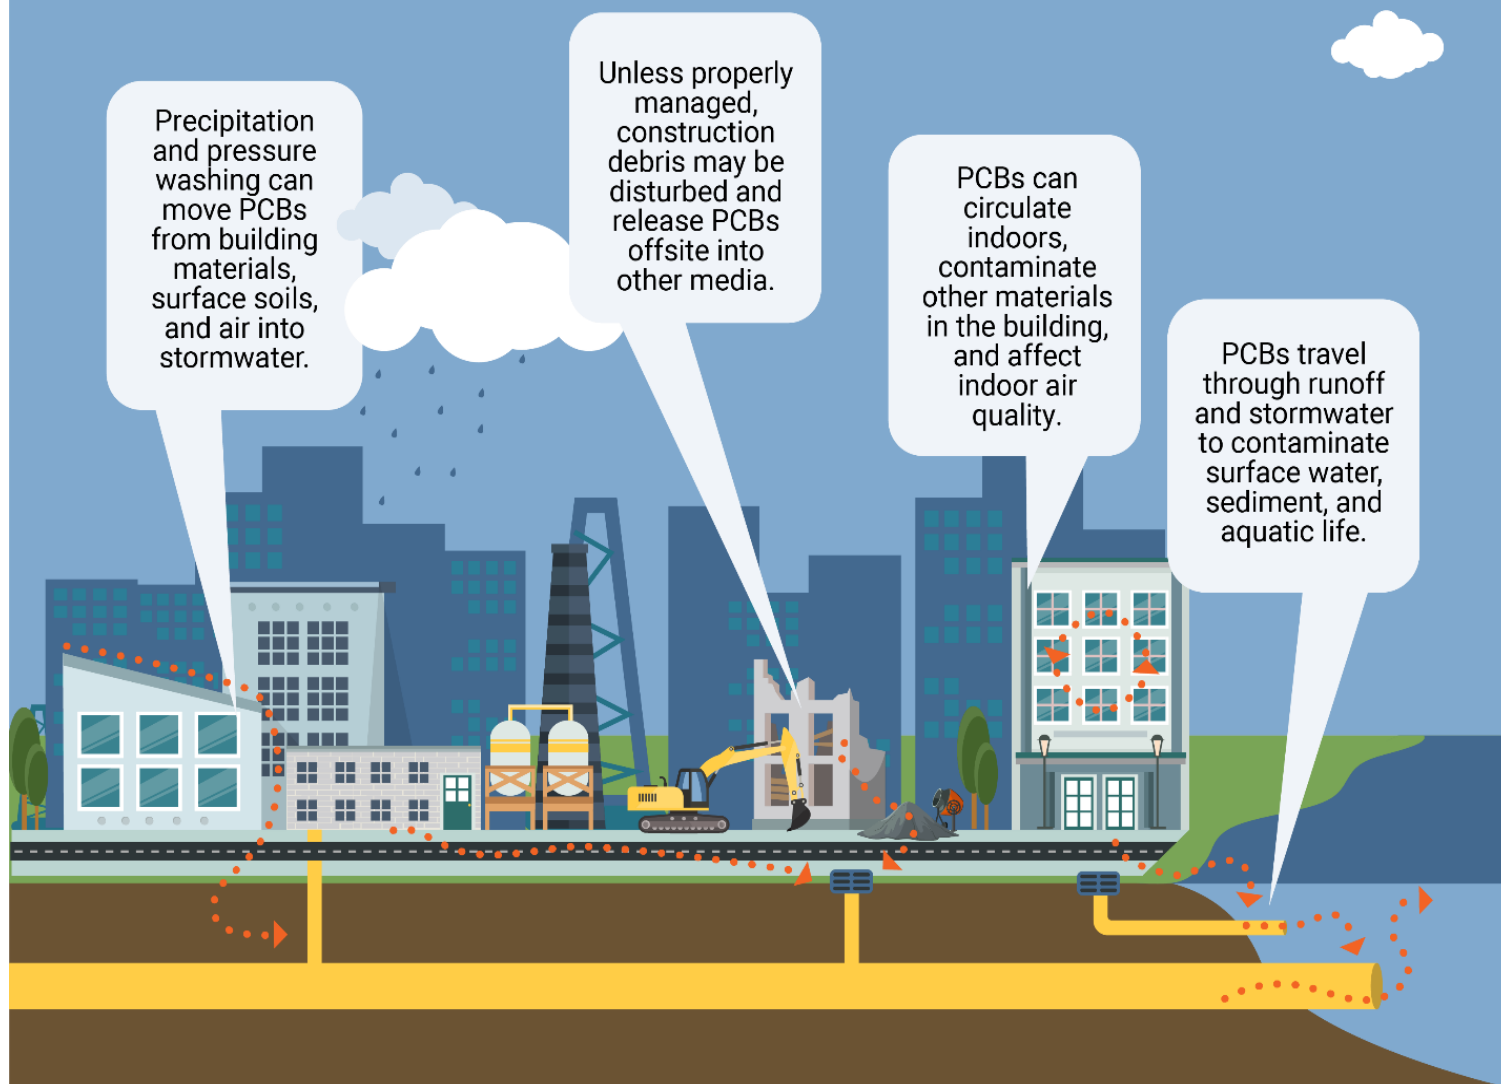 Precipitation
and pressure
washing can
move PCBs
from building
materials,
surface soils,
and air into
stormwater.
Unless properly
managed,
construction
debris may be
disturbed and
release PCBs
offsite into
other media.
PCBs can
circulate
indoors,
contaminate
other materials
in the building,
and affect
indoor air
quality.
PCBs travel
through runoff
and stormwater
to contaminate
surface water,
sediment, and
aquatic life.